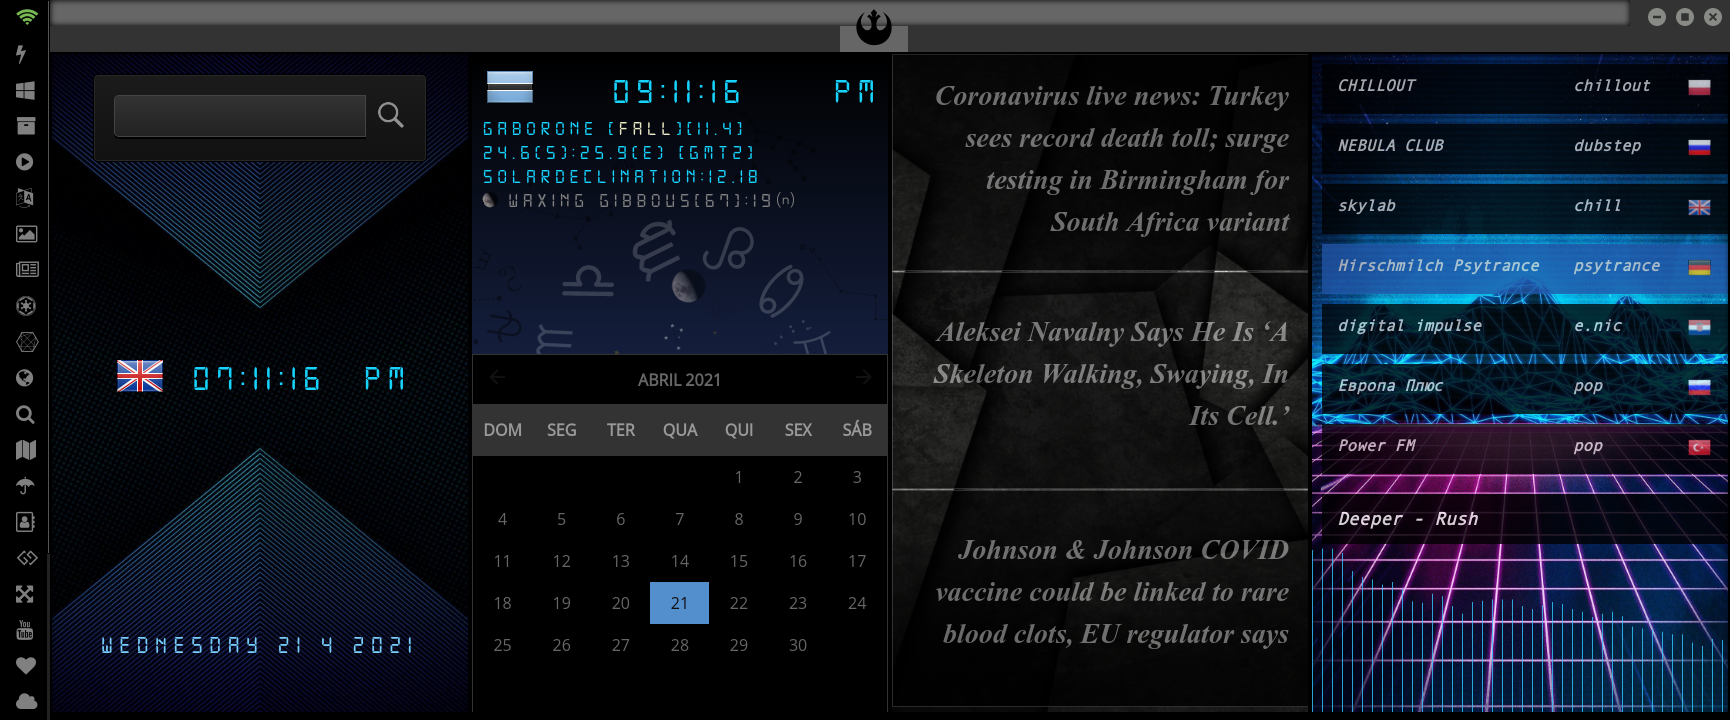 07:11:16 PM
WEDNESDAY 21 4 2021
09:11:16 PM
GABORONE [FALL][11.4]
24.6(S):25.9(E) [GMT2]
SOLARDECLINATION:12.18
WAXING GIBBOUS[67]:19(n)
ABRIL 2021
DOM SEG TER QUA QUI SEX SÁB
1 2 3
4 5 6 7 8 9 10
11 12 13 14 15 16 17
18 19 20 21 22 23 24
25 26 27 28 29 30
Coronavirus live news: Turkey
sees record death toll; surge
testing in Birmingham for
South Africa variant
Aleksei Navalny Says He Is ‘A
Skeleton Walking, Swaying, In
Its Cell.’
Johnson & Johnson COVID
vaccine could be linked to rare
blood clots, EU regulator says
CHILLOUT chillout
NEBULA CLUB dubstep
skylab chill
Hirschmilch Psytrance psytrance
digital impulse e.nic
Европа Плюс pop
Power FM pop
Deeper - Rush
You
Tube